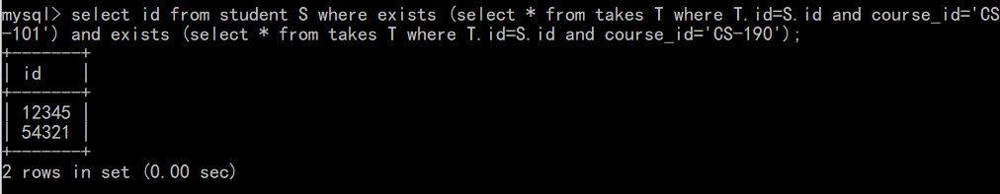 mysql> select id from student S where exists (select * from takes T where T.id=S.id and course_id='CS
-101') and exists (select * from takes T where T.id=S.id and course_id='CS-190');
+-------+
| id    |
+-------+
| 12345 |
| 54321 |
+-------+
2 rows in set (0.00 sec)